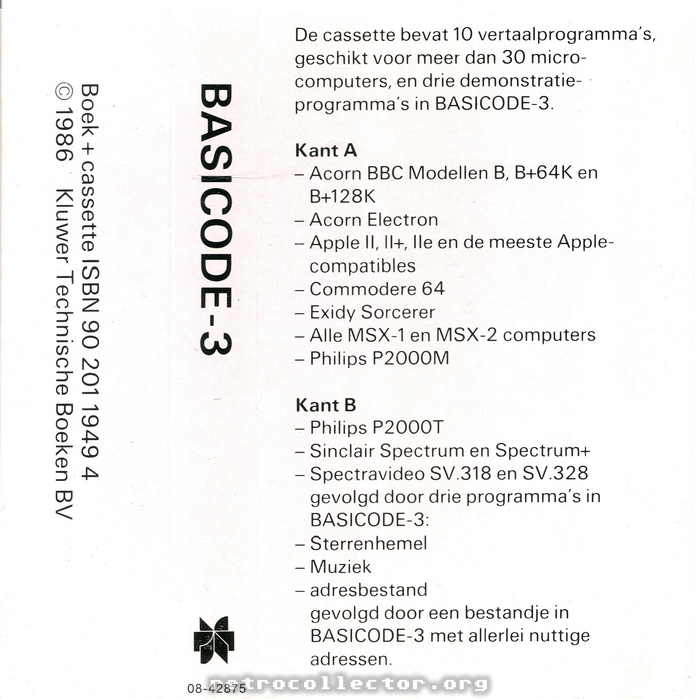 De cassette bevat 10 vertaalprogramma's,
geschikt voor meer dan 30 micro-
computers, en drie demonstratie-
programma's in BASICODE-3.
Kant A
– Acorn BBC Modellen B, B+64K en
B+128K
– Acorn Electron
– Apple II, II+, IIe en de meeste Apple-
compatibles
– Commodere 64
– Exidy Sorcerer
– Alle MSX-1 en MSX-2 computers
– Philips P2000M
Kant B
– Philips P2000T
– Sinclair Spectrum en Spectrum+
– Spectravideo SV.318 en SV.328
gevolgd door drie programma's in
BASICODE-3:
– Sterrenhemel
– Muziek
– adresbestand
gevolgd door een bestandje in
BASICODE-3 met allerlei nuttige
adressen.
BASICODE-3
08-42875
Boek + cassette ISBN 90 201 1949 4
© 1986 Kluwer Technische Boeken BV
retrocollector.org